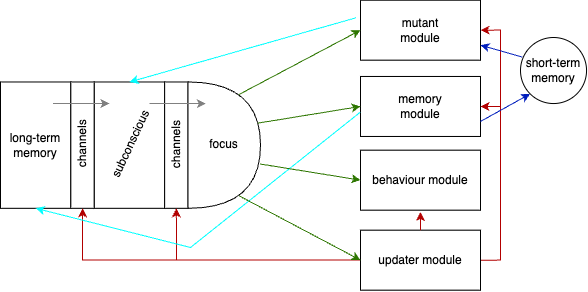 mutant
module
short-term
memory
memory
module
long-term
memory
channels
subconscious
channels
focus
behaviour module
updater module